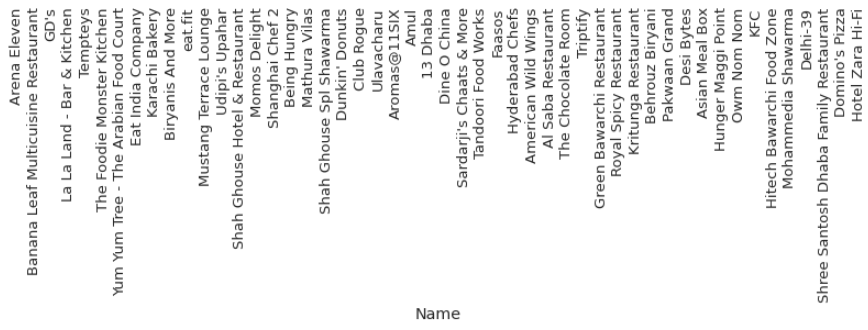 Arena Eleven
Banana Leaf Multicuisine Restaurant
GD's
La La Land - Bar & Kitchen
Tempteys
The Foodie Monster Kitchen
Yum Yum Tree - The Arabian Food Court
Eat India Company
Karachi Bakery
Biryanis And More
eat.fit
Mustang Terrace Lounge
Udipi's Upahar
Shah Ghouse Hotel & Restaurant
Momos Delight
Shanghai Chef 2
Being Hungry
Mathura Vilas
Shah Ghouse Spl Shawarma
Dunkin' Donuts
Club Rogue
Ulavacharu
Aromas@11SIX
Amul
13 Dhaba
Dine O China
Sardarji's Chaats & More
Tandoori Food Works
Faasos
Hyderabad Chefs
American Wild Wings
Al Saba Restaurant
The Chocolate Room
Triptify
Green Bawarchi Restaurant
Royal Spicy Restaurant
Kritunga Restaurant
Behrouz Biryani
Pakwaan Grand
Desi Bytes
Asian Meal Box
Hunger Maggi Point
Owm Nom Nom
KFC
Hitech Bawarchi Food Zone
Mohammedia Shawarma
Delhi-39
Shree Santosh Dhaba Family Restaurant
Domino's Pizza
Hotel Zara Hi-Fi
Name